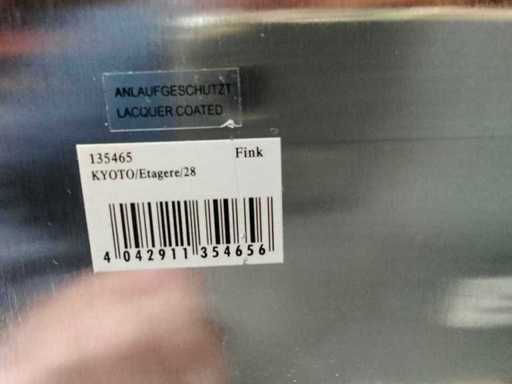 ANLAUFGESCHÜTZT
LACQUER COATED
135465 Fink
KYOTO/Etagere/28
4 042911 354656